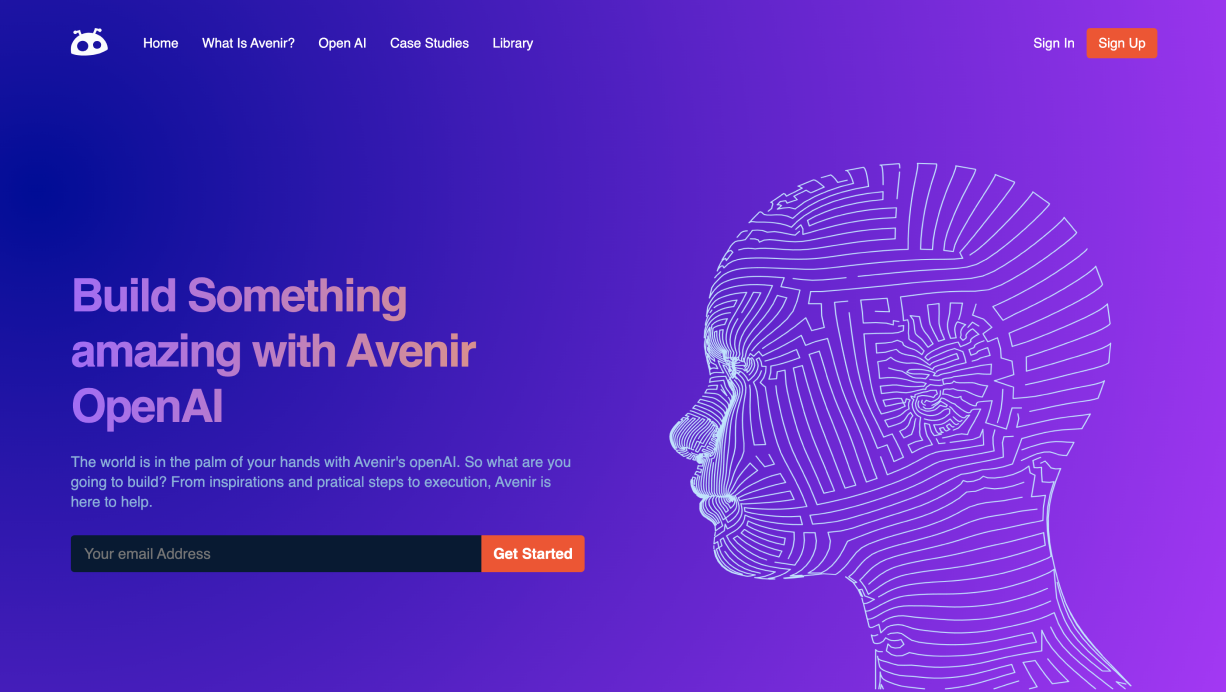 Home What Is Avenir? Open AI Case Studies Library Sign In Sign Up
Build Something
amazing with Avenir
OpenAI
The world is in the palm of your hands with Avenir's openAI. So what are you
going to build? From inspirations and pratical steps to execution, Avenir is
here to help.
Your email Address Get Started